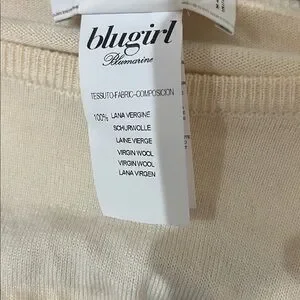 blugirl
Blumarine
TESSUTO-FABRIC-COMPOSICION
100% LANA VERGINE
SCHURWOLLE
LAINE VIERGE
VIRGIN WOOL
VIRGIN WOOL
LANA VIRGEN